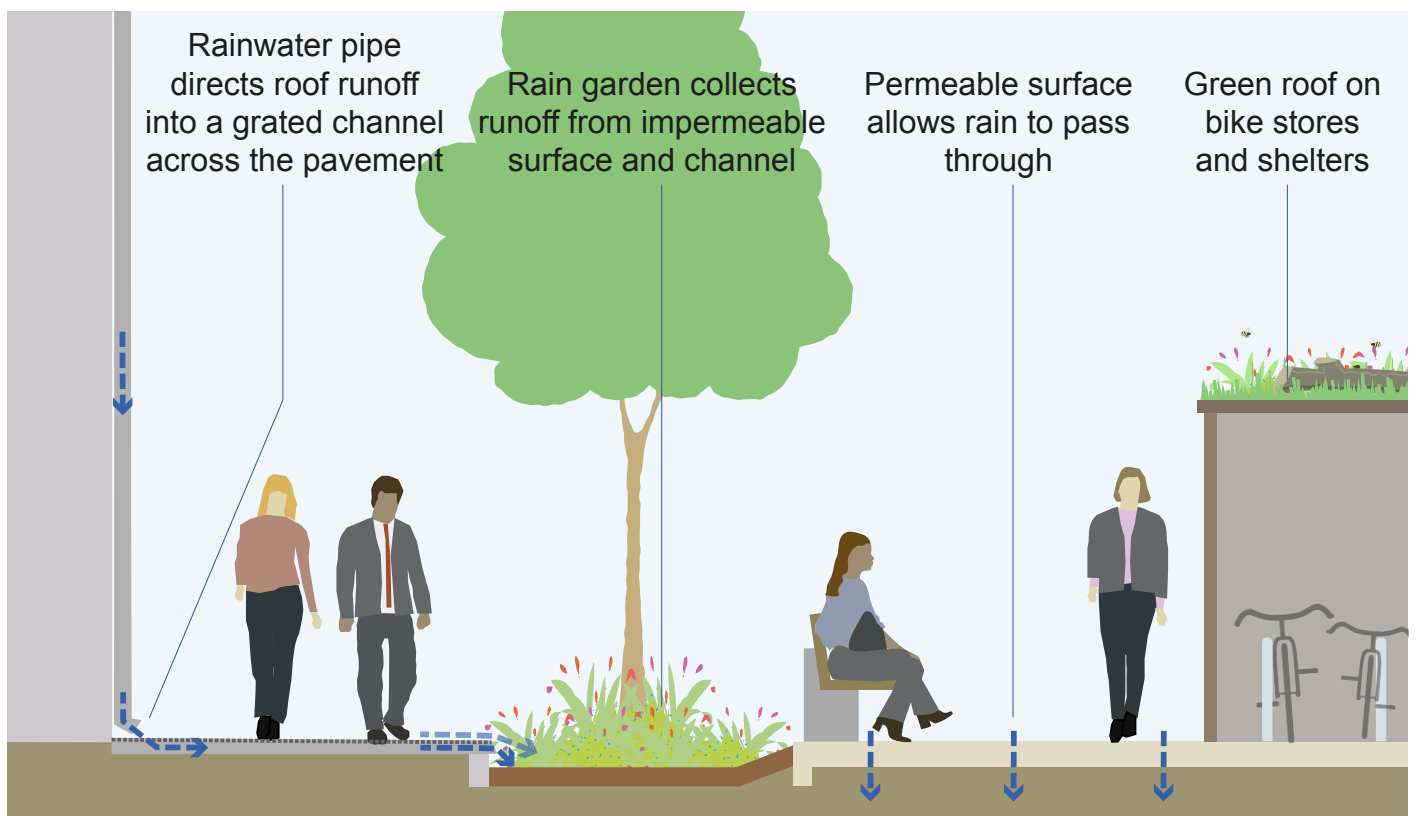 Rainwater pipe
directs roof runoff
into a grated channel
across the pavement
Rain garden collects
runoff from impermeable
surface and channel
Permeable surface
allows rain to pass
through
Green roof on
bike stores
and shelters